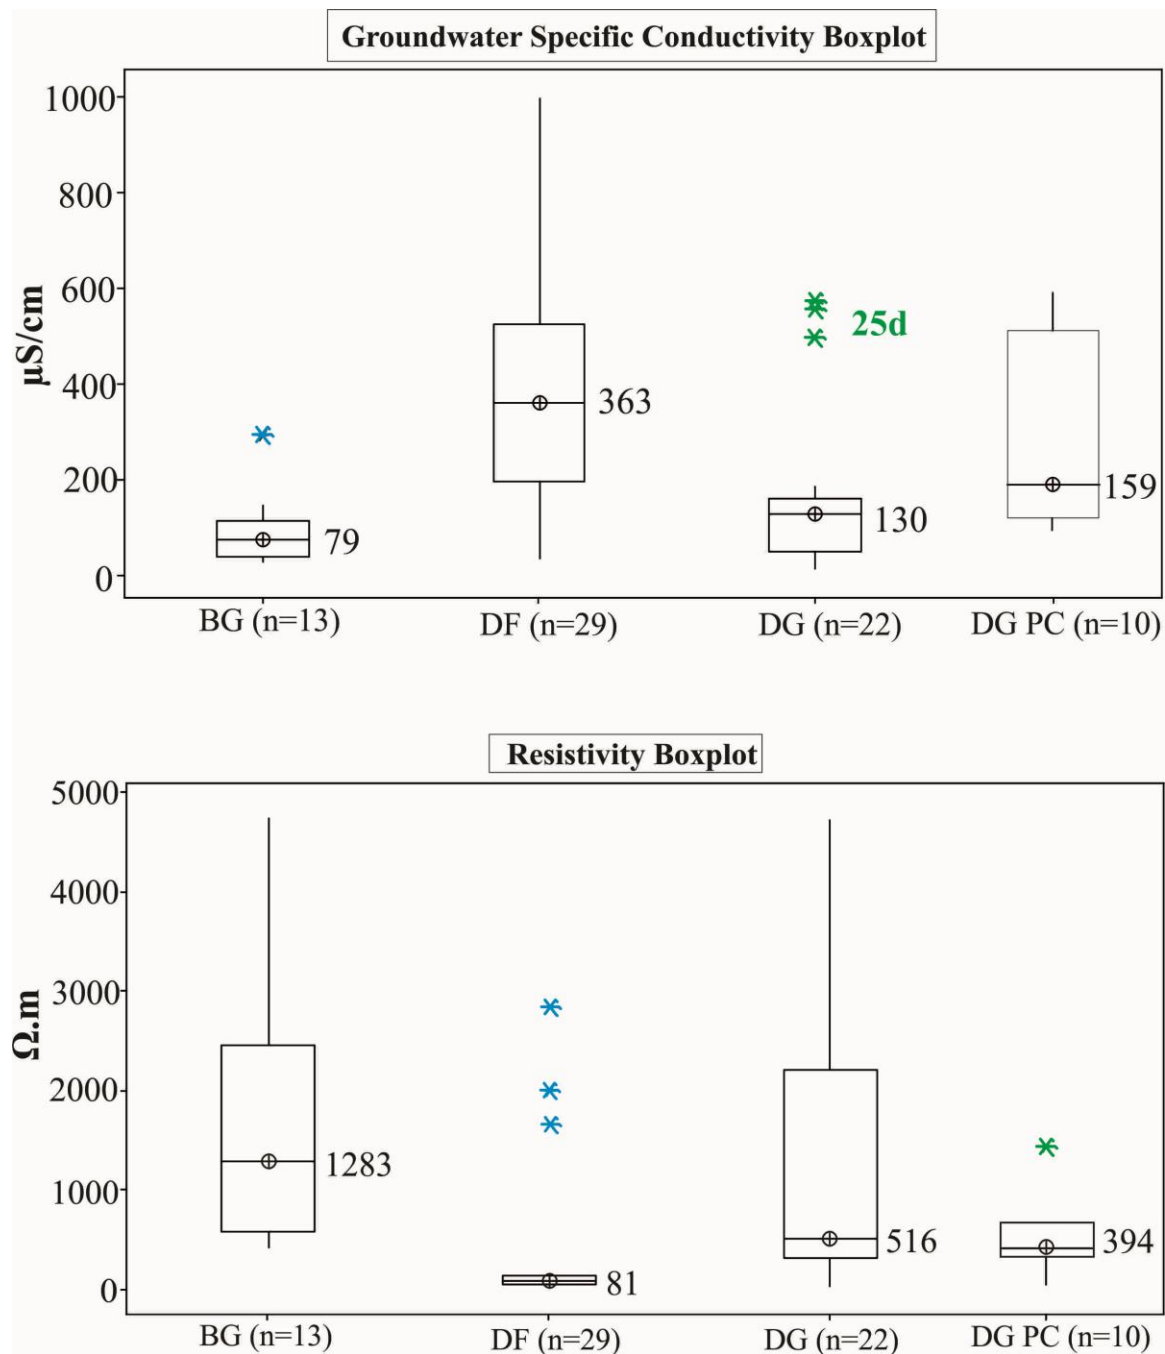 Groundwater Specific Conductivity Boxplot
1000
800
600
400
200
0
µS/cm
79
363
25d
130
159
BG (n=13)
DF (n=29)
DG (n=22)
DG PC (n=10)
Resistivity Boxplot
5000
4000
3000
2000
1000
0
Ω.m
1283
81
516
394
BG (n=13)
DF (n=29)
DG (n=22)
DG PC (n=10)